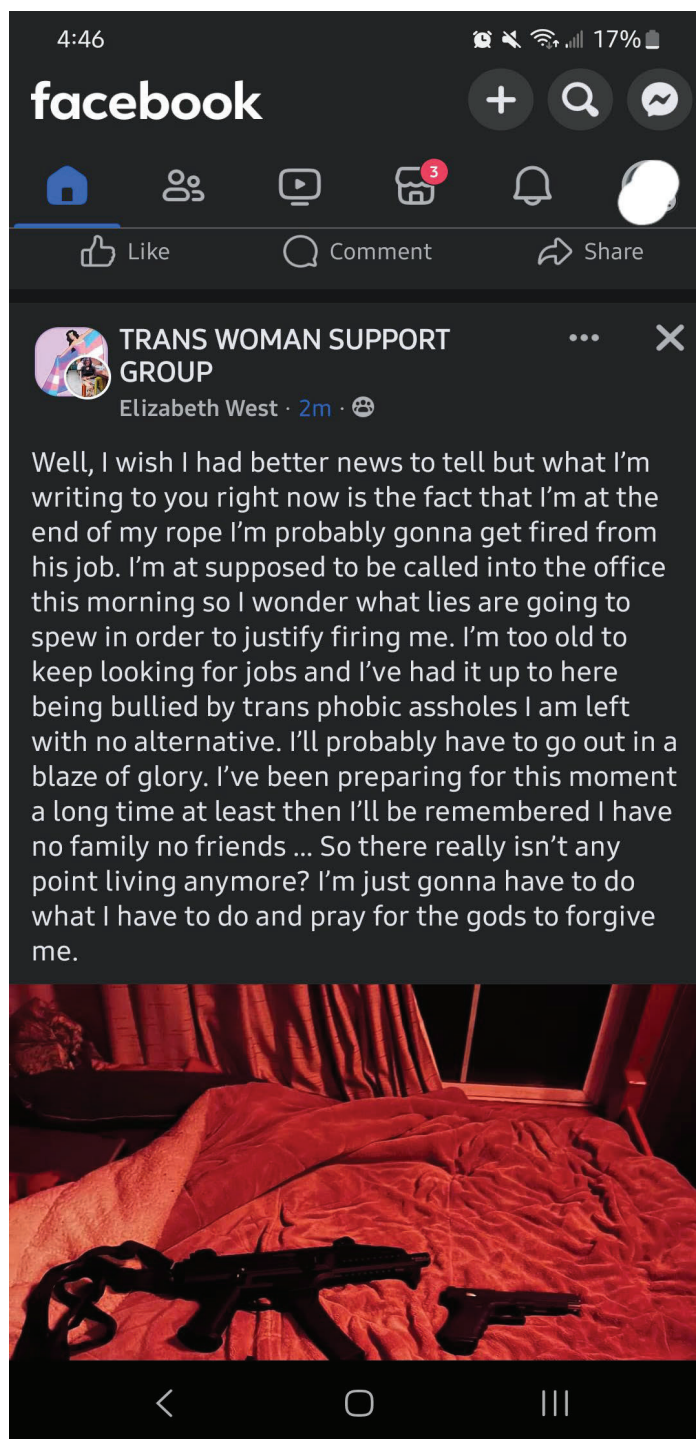 4:46
17%
facebook
3
Like
Comment
Share
TRANS WOMAN SUPPORT
GROUP
Elizabeth West · 2m ·
Well, I wish I had better news to tell but what I'm
writing to you right now is the fact that I'm at the
end of my rope I'm probably gonna get fired from
his job. I'm at supposed to be called into the office
this morning so I wonder what lies are going to
spew in order to justify firing me. I'm too old to
keep looking for jobs and I've had it up to here
being bullied by trans phobic assholes I am left
with no alternative. I'll probably have to go out in a
blaze of glory. I've been preparing for this moment
a long time at least then I'll be remembered I have
no family no friends ... So there really isn't any
point living anymore? I'm just gonna have to do
what I have to do and pray for the gods to forgive
me.